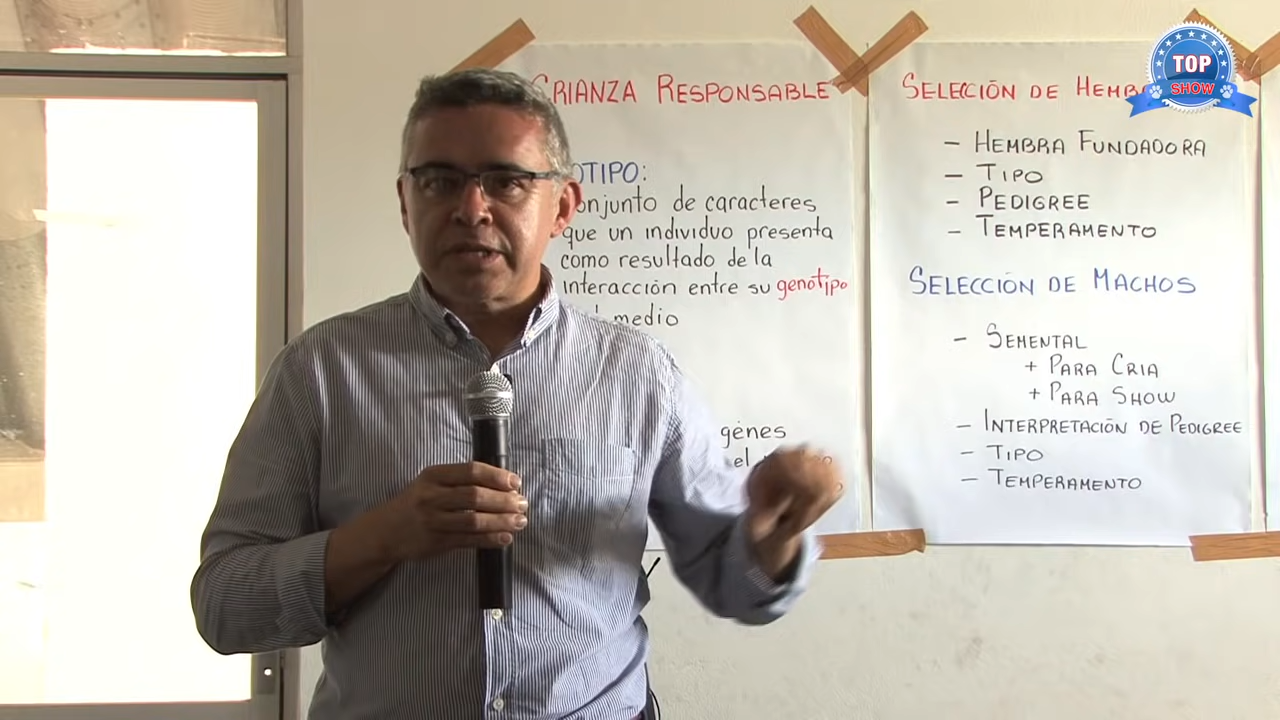 CRIANZA RESPONSABLE
OTIPO:
conjunto de caracteres
que un individuo presenta
como resultado de la
interacción entre su genotipo
medio
génes
el
SELECCIÓN DE HEMB
- HEMBRA FUNDADORA
- TIPO
- PEDIGREE
- TEMPERAMENTO
SELECCIÓN DE MACHOS
- SEMENTAL
+ PARA CRIA
+ PARA SHOW
- INTERPRETACIÓN DE PEDIGREE
- TIPO
- TEMPERAMENTO
TOP
SHOW